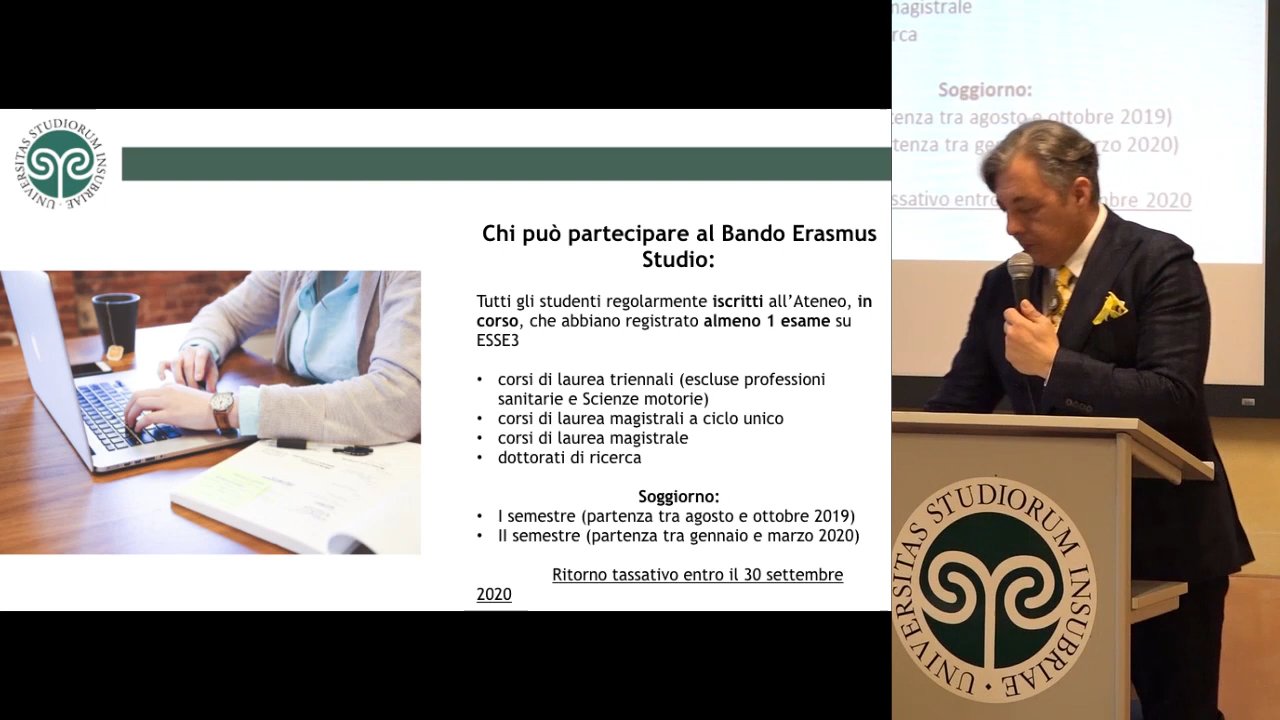 UNIVERSITAS STUDIORUM INSUBRIAE
Chi può partecipare al Bando Erasmus
Studio:
Tutti gli studenti regolarmente iscritti all'Ateneo, in
corso, che abbiano registrato almeno 1 esame su
ESSE3
• corsi di laurea triennali (escluse professioni
sanitarie e Scienze motorie)
• corsi di laurea magistrali a ciclo unico
• corsi di laurea magistrale
• dottorati di ricerca
Soggiorno:
• I semestre (partenza tra agosto e ottobre 2019)
• II semestre (partenza tra gennaio e marzo 2020)
Ritorno tassativo entro il 30 settembre
2020
magistrale
rca
Soggiorno:
tenza tra agosto e ottobre 2019)
tenza tra marzo 2020)
ssativo entro bre 2020
UNIVERSITAS STUDIORUM INSUBRIAE